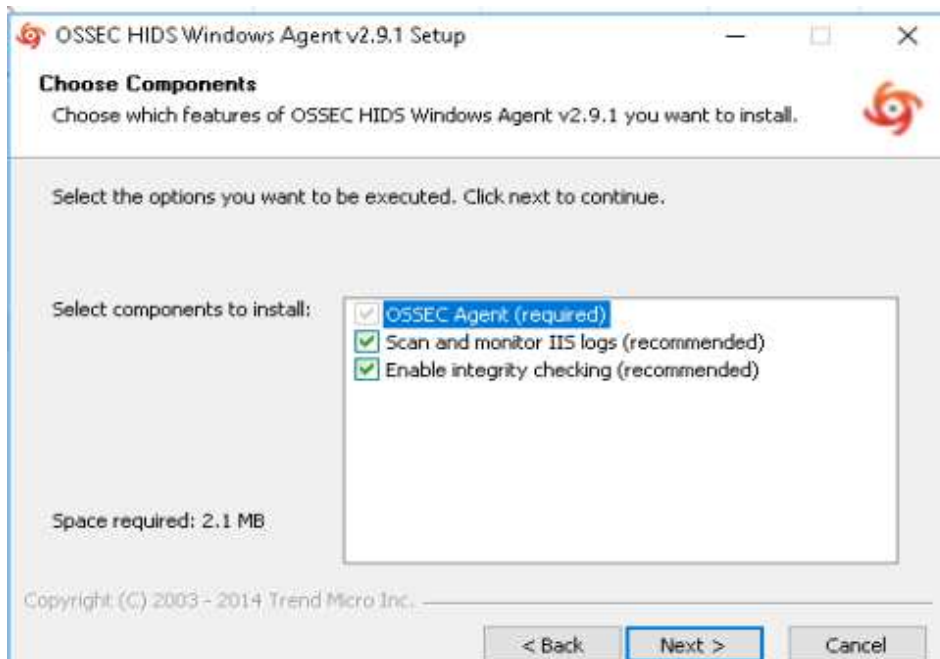 OSSEC HIDS Windows Agent v2.9.1 Setup
Choose Components
Choose which features of OSSEC HIDS Windows Agent v2.9.1 you want to install.
Select the options you want to be executed. Click next to continue.
Select components to install:
OSSEC Agent (required)
Scan and monitor IIS logs (recommended)
Enable integrity checking (recommended)
Space required: 2.1 MB
Copyright (C) 2003 - 2014 Trend Micro Inc.
< Back
Next >
Cancel